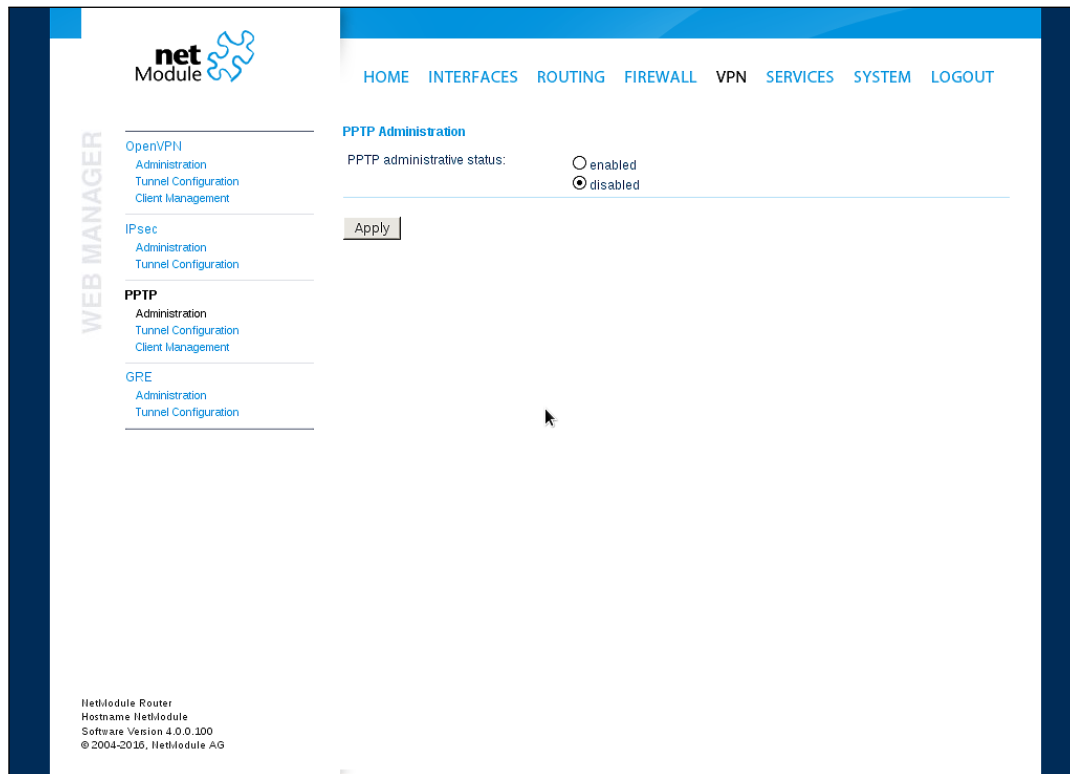 net
Module
HOME INTERFACES ROUTING FIREWALL VPN SERVICES SYSTEM LOGOUT
WEB MANAGER
OpenVPN
Administration
Tunnel Configuration
Client Management
IPsec
Administration
Tunnel Configuration
PPTP
Administration
Tunnel Configuration
Client Management
GRE
Administration
Tunnel Configuration
PPTP Administration
PPTP administrative status:
enabled
disabled
Apply
NetModule Router
Hostname NetModule
Software Version 4.0.0.100
© 2004-2016, NetModule AG